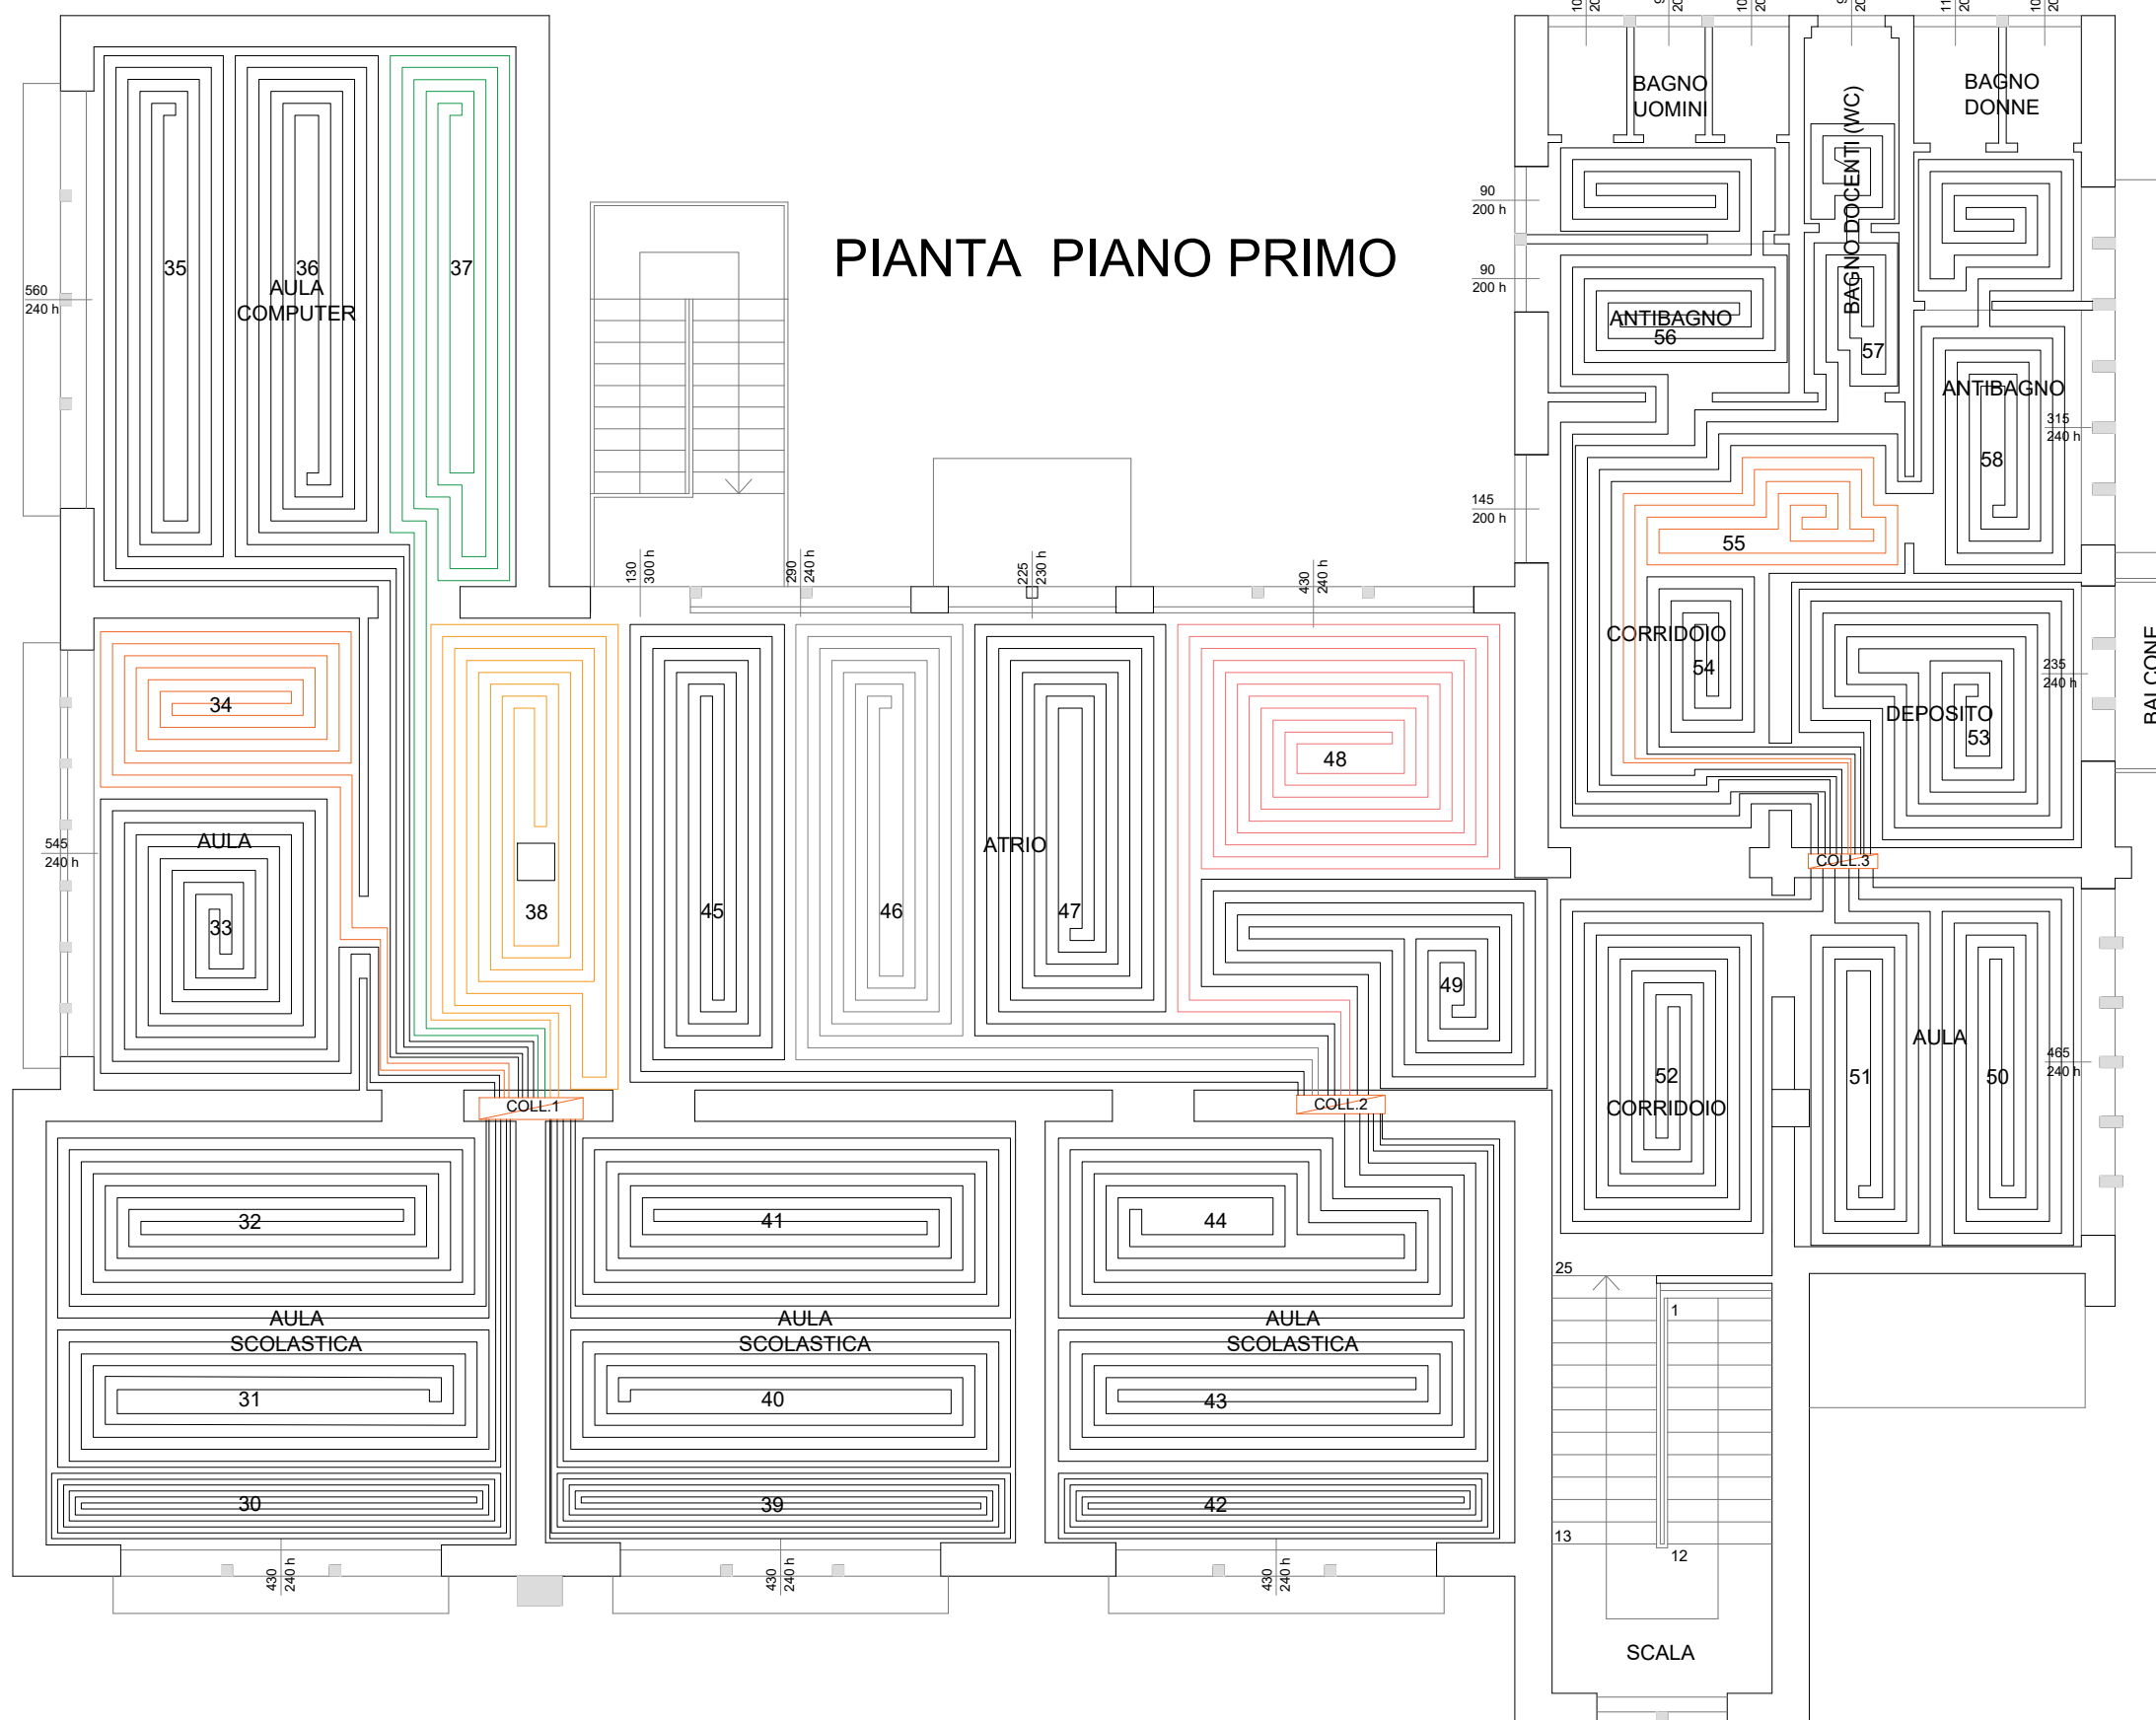 PIANTA PIANO PRIMO
BAGNO
UOMINI
BAGNO DOCENTI (WC)
BAGNO
DONNE
90
200 h
90
200 h
145
200 h
35
36
AULA
COMPUTER
37
560
240 h
ANTIBAGNO
56
57
ANTIBAGNO
58
315
240 h
55
130
300 h
290
240 h
225
230 h
430
240 h
CORRIDOIO
54
DEPOSITO
53
235
240 h
BALCONE
34
AULA
33
545
240 h
38
45
46
ATRIO
47
48
49
COLL.3
COLL.1
COLL.2
52
CORRIDOIO
51
AULA
50
465
240 h
32
AULA
SCOLASTICA
31
30
41
AULA
SCOLASTICA
40
39
44
AULA
SCOLASTICA
43
42
430
240 h
430
240 h
430
240 h
25
1
13
12
SCALA